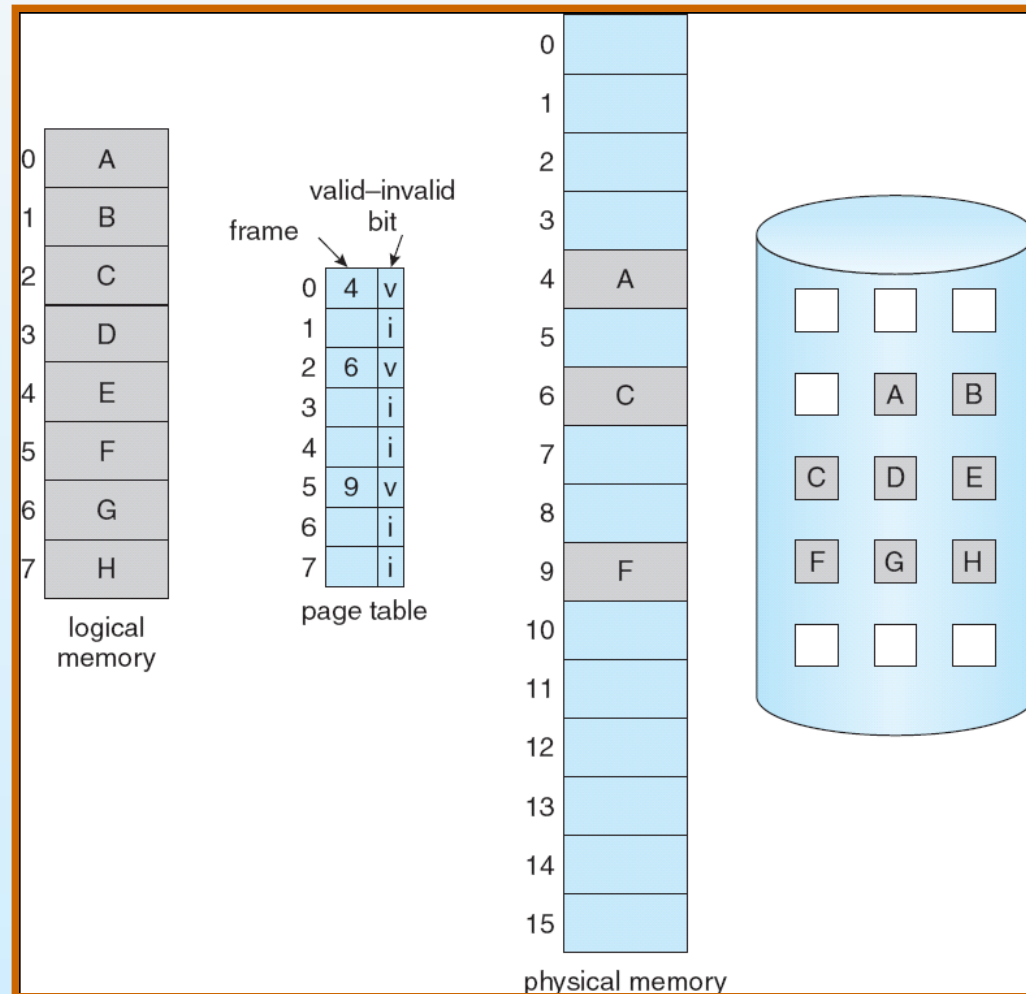 0 A
1 B
2 C
3 D
4 E
5 F
6 G
7 H
logical
memory
valid–invalid
bit
frame
0 4 v
1 i
2 6 v
3 i
4 i
5 9 v
6 i
7 i
page table
0
1
2
3
4 A
5
6 C
7
8
9 F
10
11
12
13
14
15
physical memory
A B
C D E
F G H